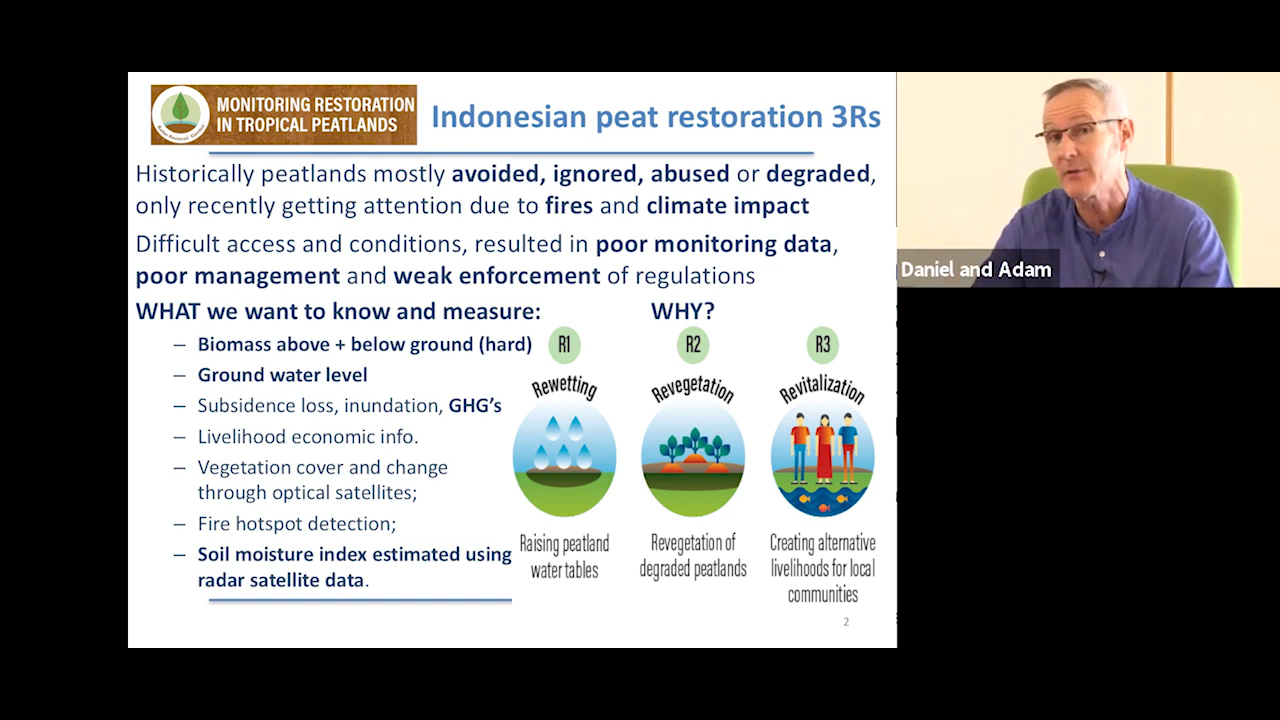 MONITORING RESTORATION
IN TROPICAL PEATLANDS
Indonesian peat restoration 3Rs
Historically peatlands mostly avoided, ignored, abused or degraded,
only recently getting attention due to fires and climate impact
Difficult access and conditions, resulted in poor monitoring data,
poor management and weak enforcement of regulations
WHAT we want to know and measure:
– Biomass above + below ground (hard)
– Ground water level
– Subsidence loss, inundation, GHG's
– Livelihood economic info.
– Vegetation cover and change
through optical satellites;
– Fire hotspot detection;
– Soil moisture index estimated using
radar satellite data.
WHY?
R1
Rewetting
Raising peatland
water tables
R2
Revegetation
Revegetation of
degraded peatlands
R3
Revitalization
Creating alternative
livelihoods for local
communities
2
Daniel and Adam